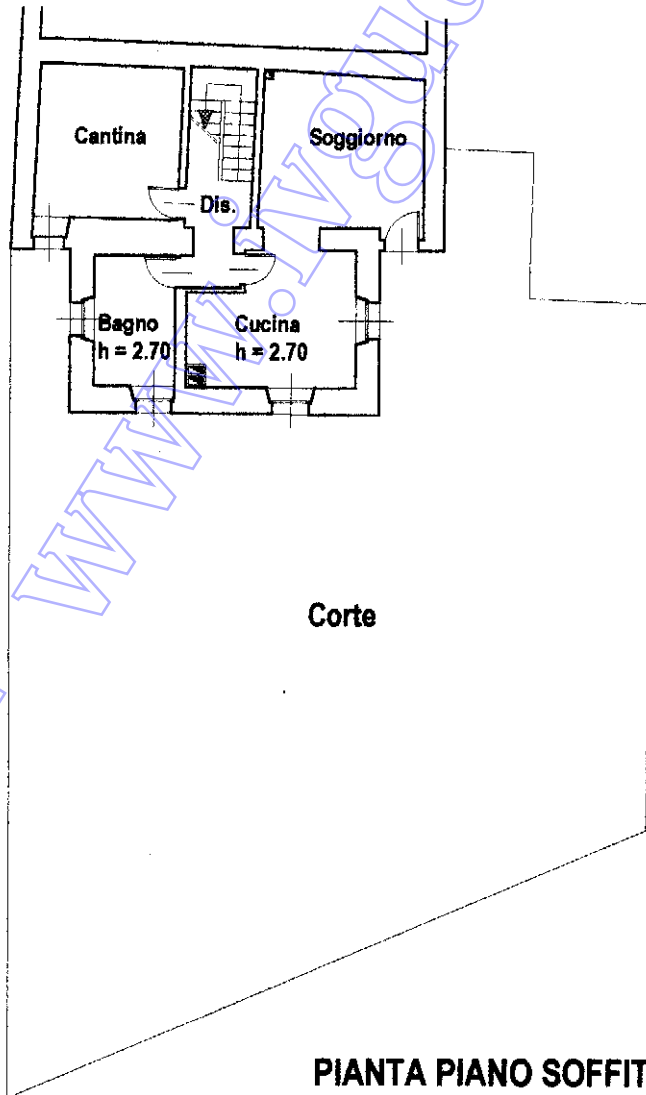 Cantina
Soggiorno
Dis.
Bagno
h = 2.70
Cucina
h = 2.70
Corte
PIANTA PIANO SOFFIT